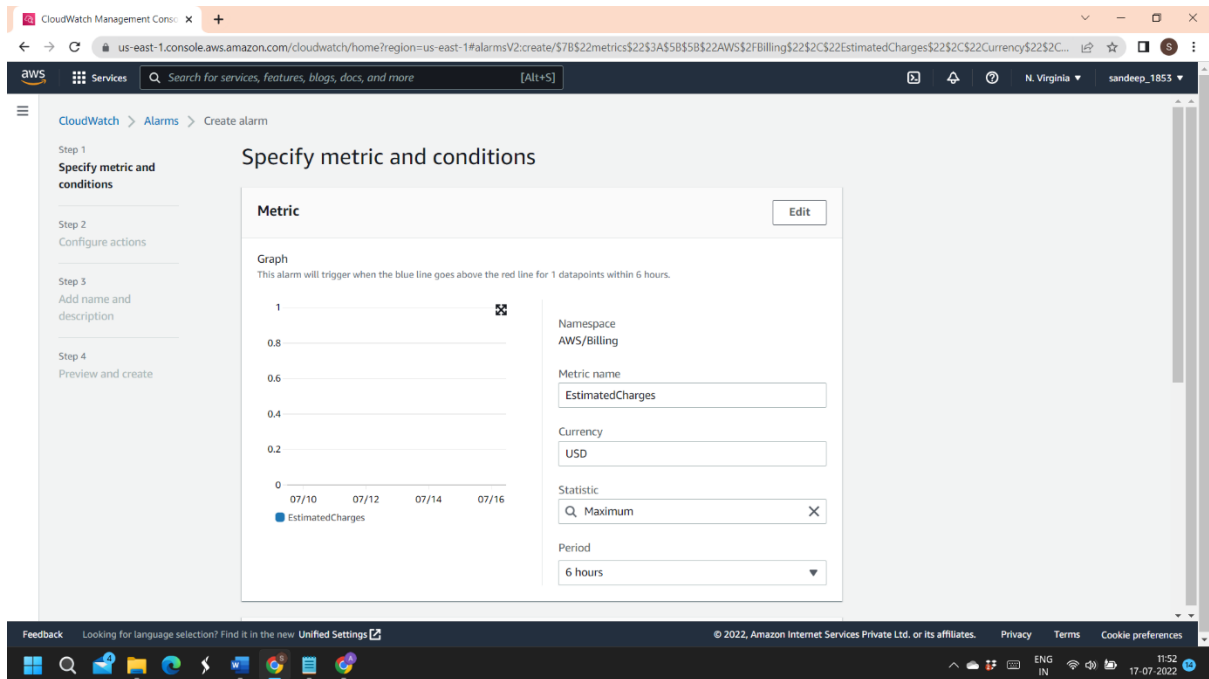 CloudWatch Management Conso
us-east-1.console.aws.amazon.com/cloudwatch/home?region=us-east-1#alarmsV2:create/$7B$22metrics$22$3A$5B$5B$22AWS$2FBilling$22$2C$22EstimatedCharges$22$2C$22Currency$22$2C... S
aws Services Search for services, features, blogs, docs, and more [Alt+S] N. Virginia ▼ sandeep_1853 ▼
CloudWatch > Alarms > Create alarm
Step 1
Specify metric and
conditions
Step 2
Configure actions
Step 3
Add name and
description
Step 4
Preview and create
Specify metric and conditions
Metric Edit
Graph
This alarm will trigger when the blue line goes above the red line for 1 datapoints within 6 hours.
1
0.8
0.6
0.4
0.2
0
07/10 07/12 07/14 07/16
EstimatedCharges
Namespace
AWS/Billing
Metric name
EstimatedCharges
Currency
USD
Statistic
Maximum
Period
6 hours
Feedback Looking for language selection? Find it in the new Unified Settings © 2022, Amazon Internet Services Private Ltd. or its affiliates. Privacy Terms Cookie preferences
4 W S A ENG 11:52
IN 17-07-2022 14